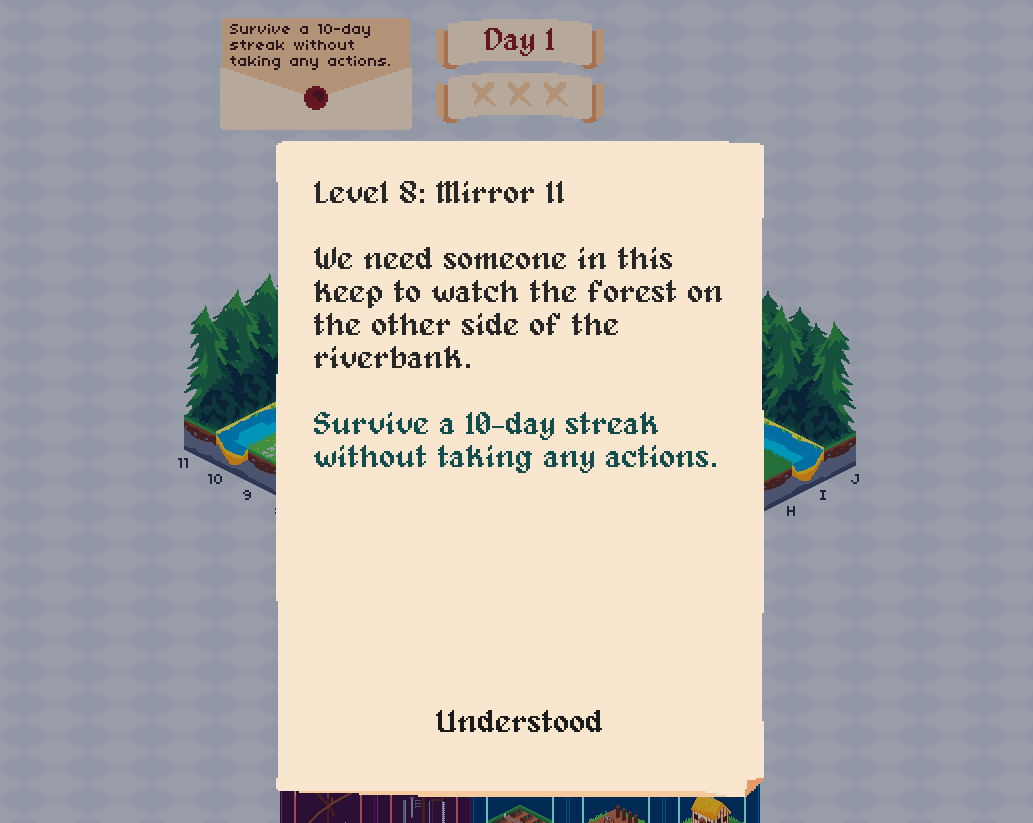 Survive a 10-day
streak without
taking any actions.
Day 1
Level 8: Mirror 11
We need someone in this
keep to watch the forest on
the other side of the
riverbank.
Survive a 10-day streak
without taking any actions.
11
10
9
H
I
J
Understood